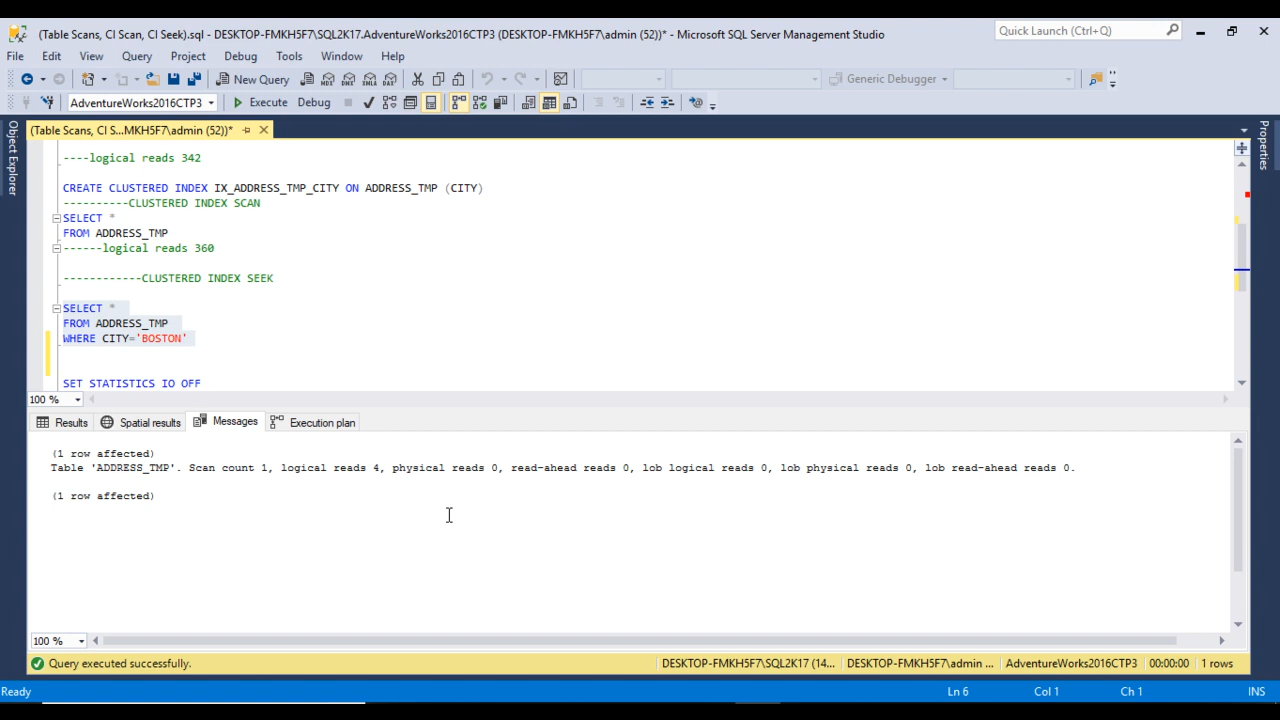 (Table Scans, CI Scan, CI Seek).sql - DESKTOP-FMKH5F7\SQL2K17.AdventureWorks2016CTP3 (DESKTOP-FMKH5F7\admin (52))* - Microsoft SQL Server Management Studio
Quick Launch (Ctrl+Q)
File Edit View Query Project Debug Tools Window Help
New Query
Generic Debugger
AdventureWorks2016CTP3
Execute Debug
(Table Scans, CI S...MKH5F7\admin (52))*
Object Explorer
Properties
----logical reads 342
CREATE CLUSTERED INDEX IX_ADDRESS_TMP_CITY ON ADDRESS_TMP (CITY)
----------CLUSTERED INDEX SCAN
SELECT *
FROM ADDRESS_TMP
------logical reads 360
------------CLUSTERED INDEX SEEK
SELECT *
FROM ADDRESS_TMP
WHERE CITY='BOSTON'
SET STATISTICS IO OFF
100 %
Results Spatial results Messages Execution plan
(1 row affected)
Table 'ADDRESS_TMP'. Scan count 1, logical reads 4, physical reads 0, read-ahead reads 0, lob logical reads 0, lob physical reads 0, lob read-ahead reads 0.
(1 row affected)
100 %
Query executed successfully.
DESKTOP-FMKH5F7\SQL2K17 (14... DESKTOP-FMKH5F7\admin ... AdventureWorks2016CTP3 00:00:00 1 rows
Ready
Ln 6 Col 1 Ch 1 INS